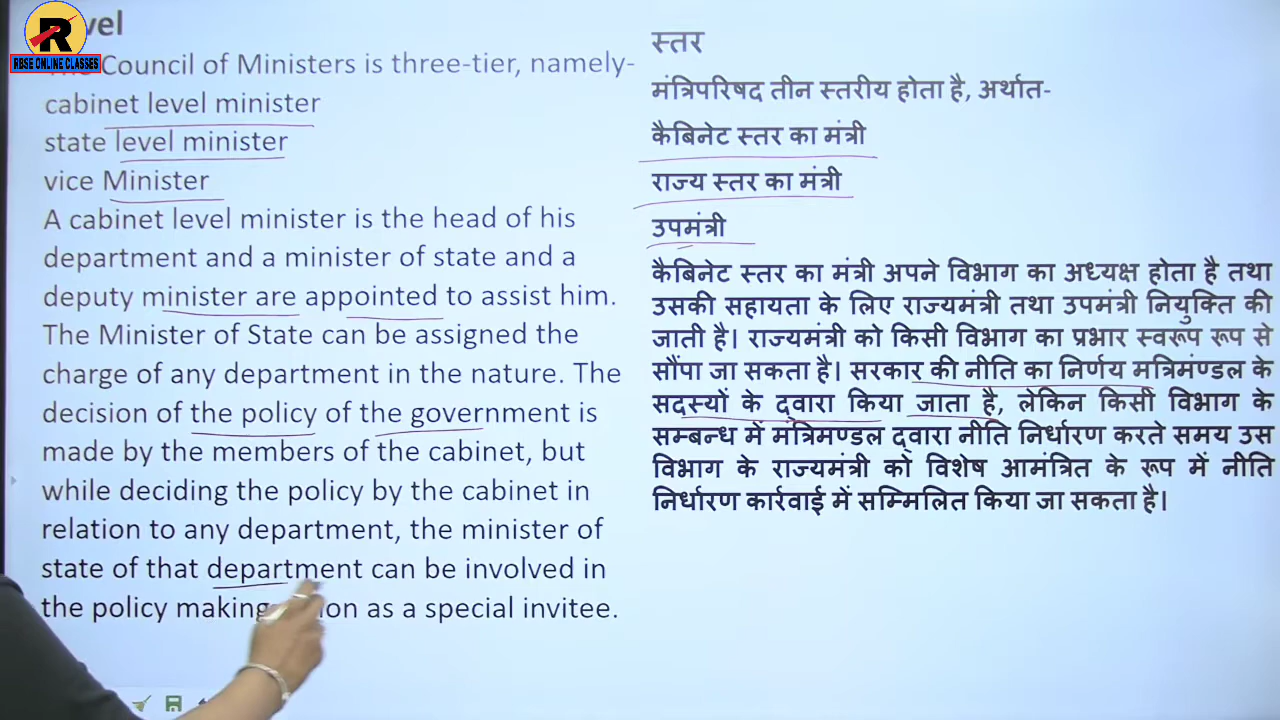 vel
R
RBSE ONLINE CLASSES
The Council of Ministers is three-tier, namely-
cabinet level minister
state level minister
vice Minister
A cabinet level minister is the head of his
department and a minister of state and a
deputy minister are appointed to assist him.
The Minister of State can be assigned the
charge of any department in the nature. The
decision of the policy of the government is
made by the members of the cabinet, but
while deciding the policy by the cabinet in
relation to any department, the minister of
state of that department can be involved in
the policy making as a special invitee.
स्तर
मंत्रिपरिषद तीन स्तरीय होता है, अर्थात-
कैबिनेट स्तर का मंत्री
राज्य स्तर का मंत्री
उपमंत्री
कैबिनेट स्तर का मंत्री अपने विभाग का अध्यक्ष होता है तथा
उसकी सहायता के लिए राज्यमंत्री तथा उपमंत्री नियुक्ति की
जाती है। राज्यमंत्री को किसी विभाग का प्रभार स्वरूप रूप से
सौंपा जा सकता है। सरकार की नीति का निर्णय मत्रिमंण्डल के
सदस्यों के द्वारा किया जाता है, लेकिन किसी विभाग के
सम्बन्ध में मंत्रिमण्डल द्वारा नीति निर्धारण करते समय उस
विभाग के राज्यमंत्री को विशेष आमंत्रित के रूप में नीति
निर्धारण कार्रवाई में सम्मिलित किया जा सकता है।